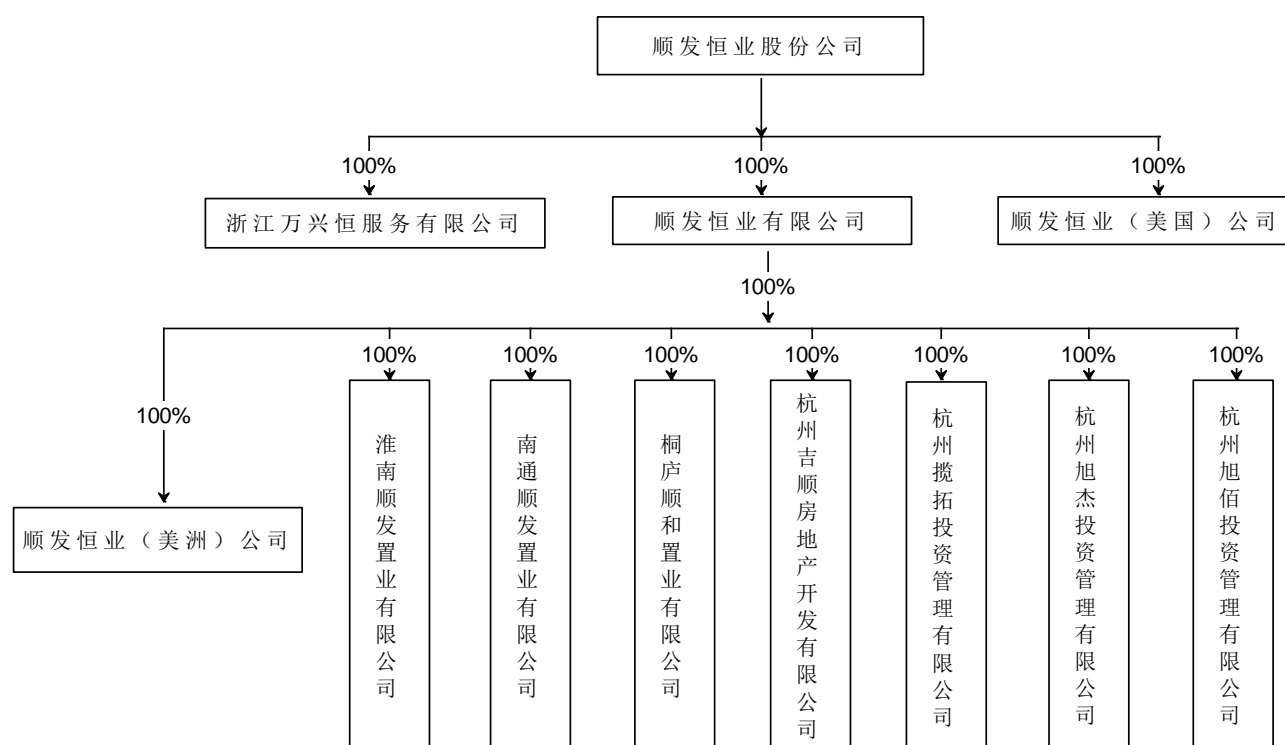 顺发恒业股份公司
100%
100%
100%
浙江万兴恒服务有限公司
顺发恒业有限公司
顺发恒业（美国）公司
100%
100%
100%
100%
100%
100%
100%
100%
100%
顺发恒业（美洲）公司
淮南顺发置业有限公司
南通顺发置业有限公司
桐庐顺和置业有限公司
杭州吉顺房地产开发有限公司
杭州揽拓投资管理有限公司
杭州旭杰投资管理有限公司
杭州旭佰投资管理有限公司